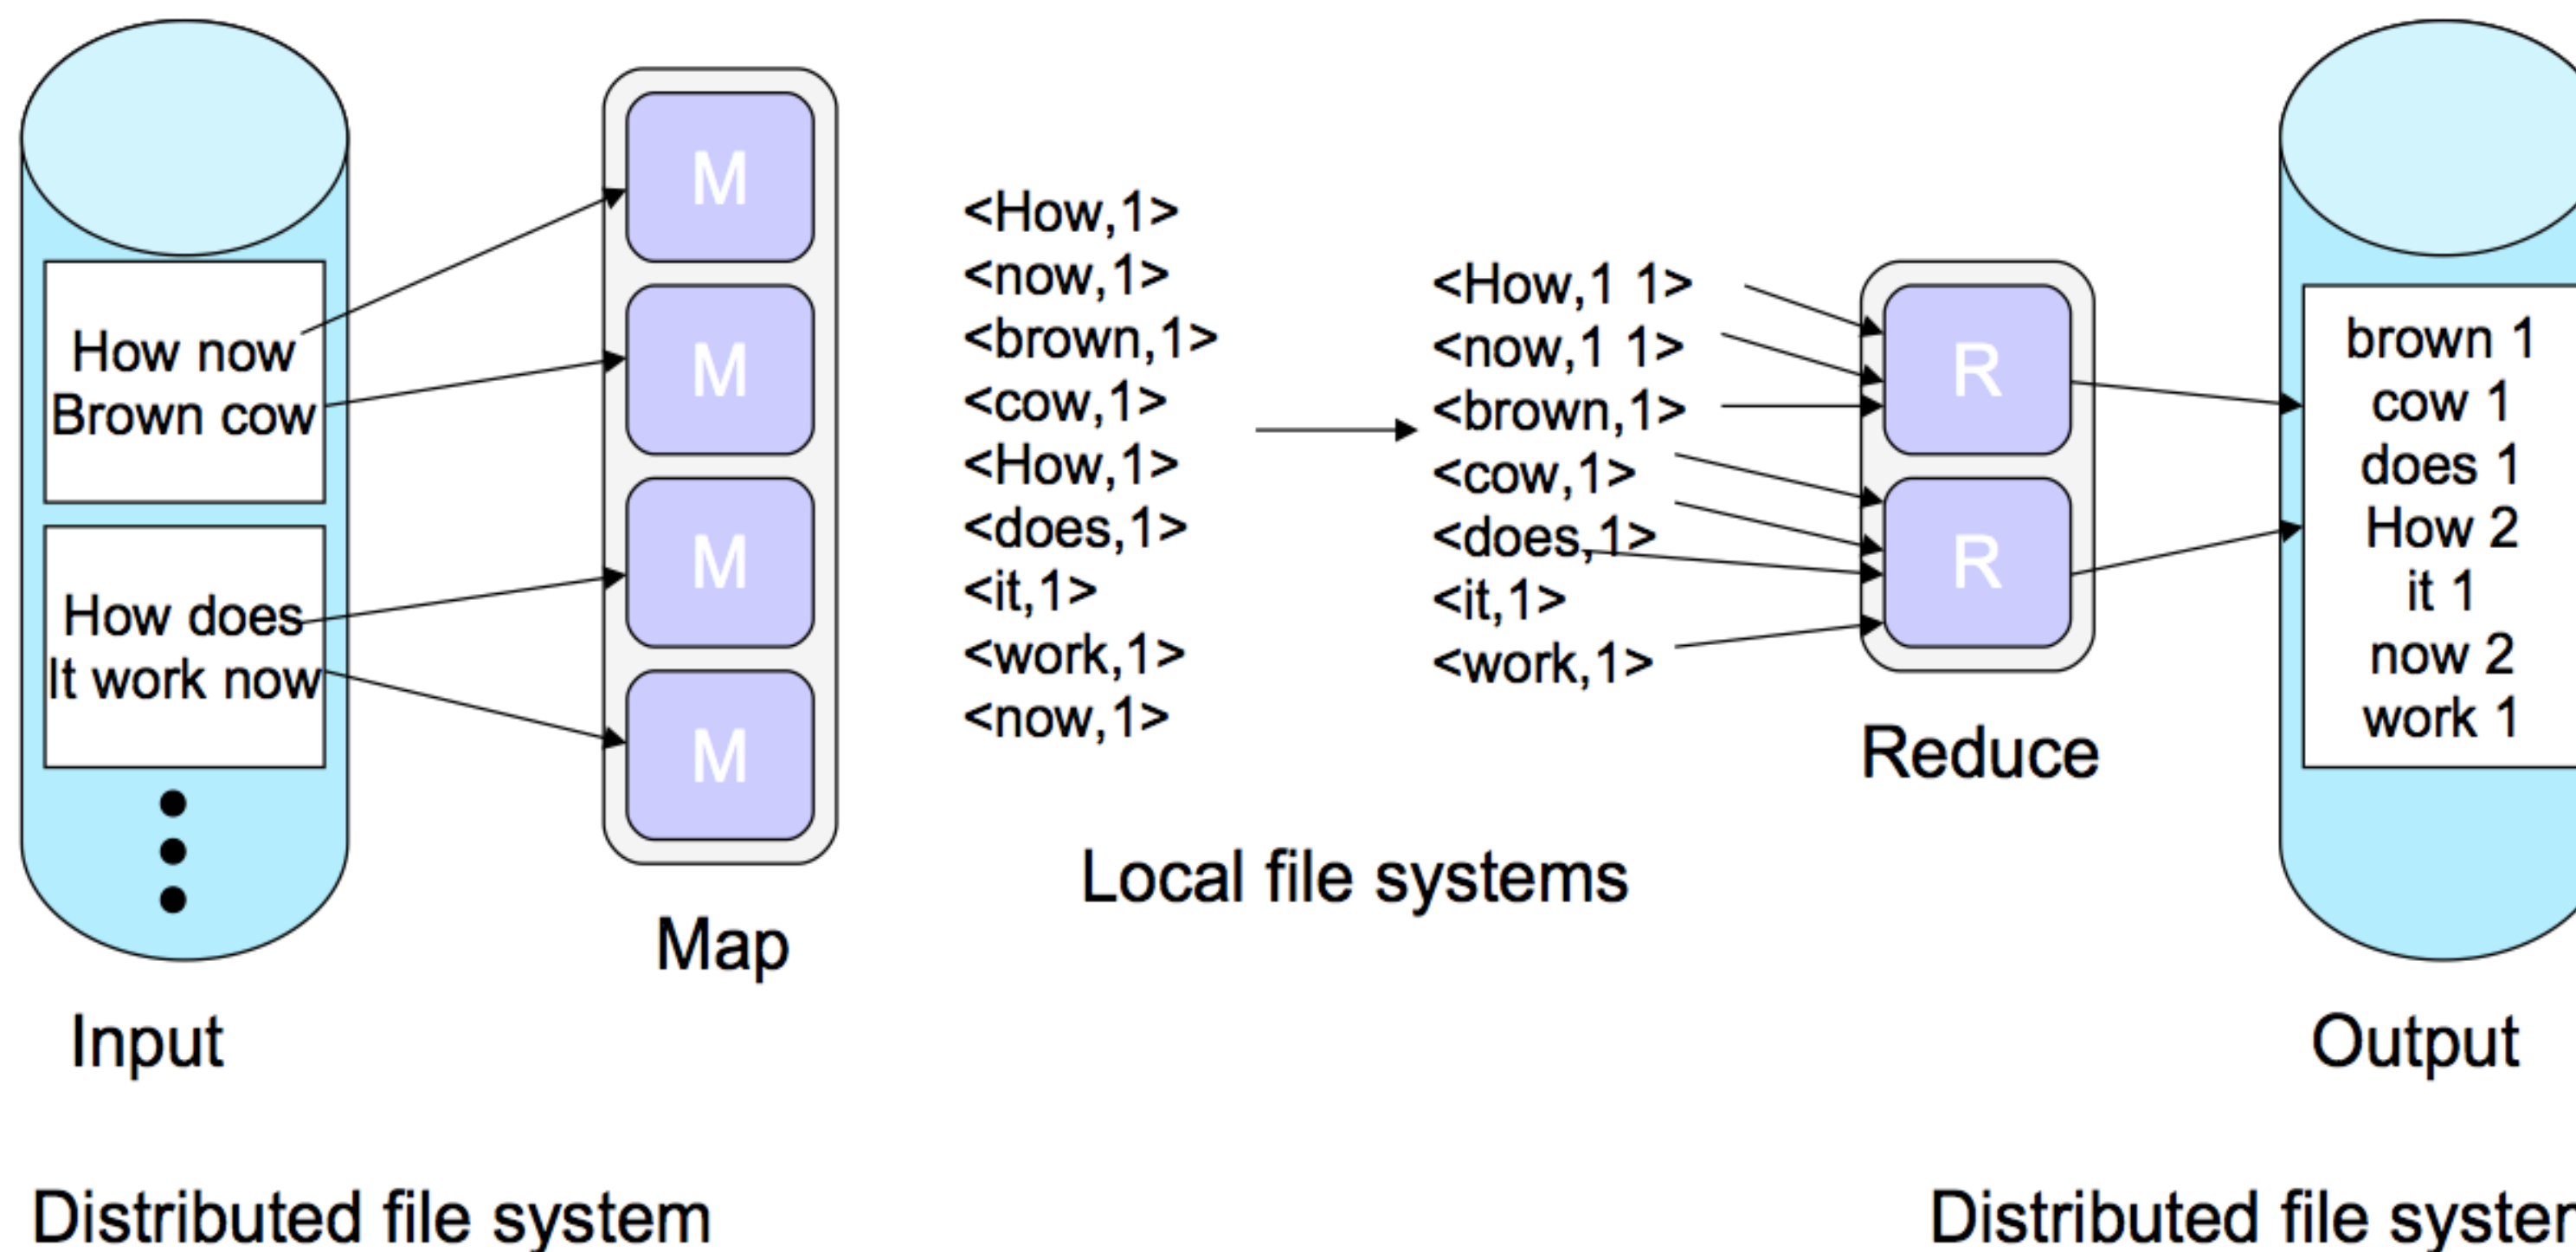 How now
Brown cow
How does
It work now
Input
Distributed file system
M
M
M
M
Map
<How,1>
<now,1>
<brown,1>
<cow,1>
<How,1>
<does,1>
<it,1>
<work,1>
<now,1>
<How,1 1>
<now,1 1>
<brown,1>
<cow,1>
<does,1>
<it,1>
<work,1>
Local file systems
R
R
Reduce
brown 1
cow 1
does 1
How 2
it 1
now 2
work 1
Output
Distributed file system